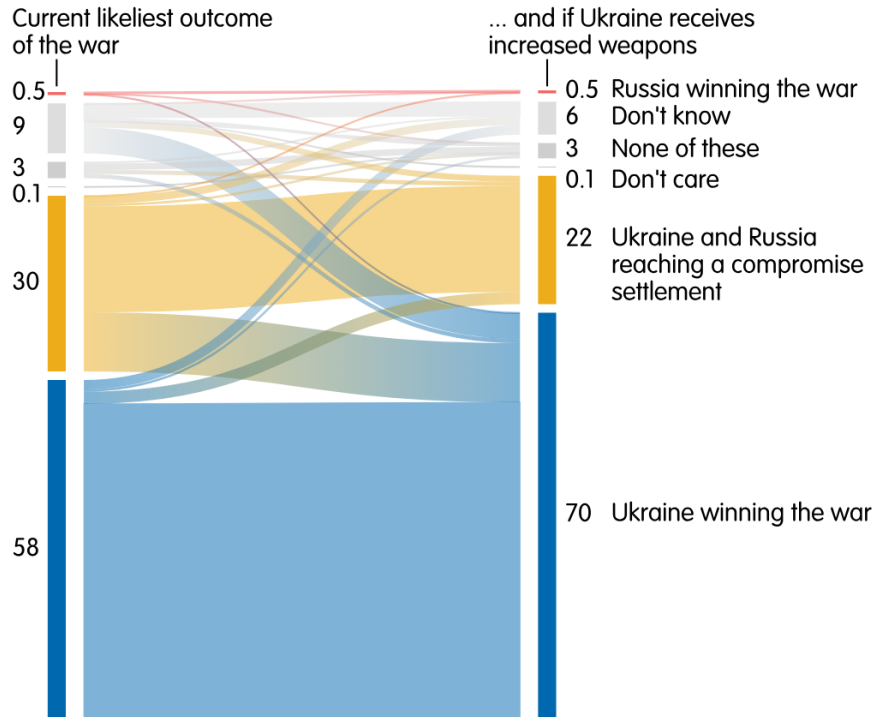 Current likeliest outcome
of the war
... and if Ukraine receives
increased weapons
0.5
0.5 Russia winning the war
9
6 Don't know
3
3 None of these
0.1
0.1 Don't care
30
22 Ukraine and Russia
reaching a compromise
settlement
58
70 Ukraine winning the war